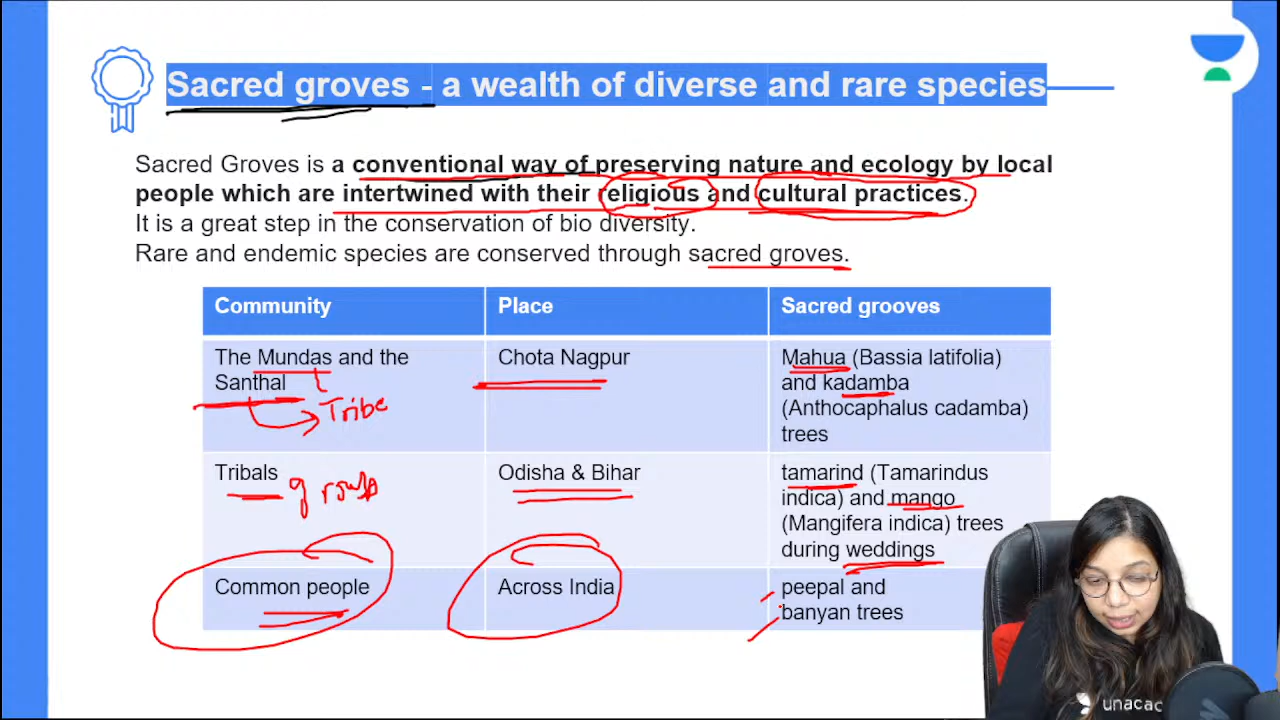 Sacred groves - a wealth of diverse and rare species
Sacred Groves is a conventional way of preserving nature and ecology by local
people which are intertwined with their religious and cultural practices.
It is a great step in the conservation of bio diversity.
Rare and endemic species are conserved through sacred groves.
Community Place Sacred grooves
The Mundas and the
Santhal
Tribe
Chota Nagpur
Mahua (Bassia latifolia)
and kadamba
(Anthocaphalus cadamba)
trees
Tribals
Odisha & Bihar
tamarind (Tamarindus
indica) and mango
(Mangifera indica) trees
during weddings
Common people
Across India
peepal and
banyan trees
unacac